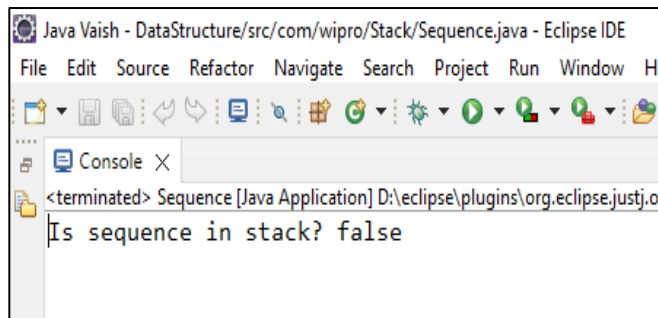 Java Vaish - DataStructure/src/com/wipro/Stack/Sequence.java - Eclipse IDE
File Edit Source Refactor Navigate Search Project Run Window H
Console
<terminated> Sequence [Java Application] D:\eclipse\plugins\org.eclipse.justj.o
Is sequence in stack? false